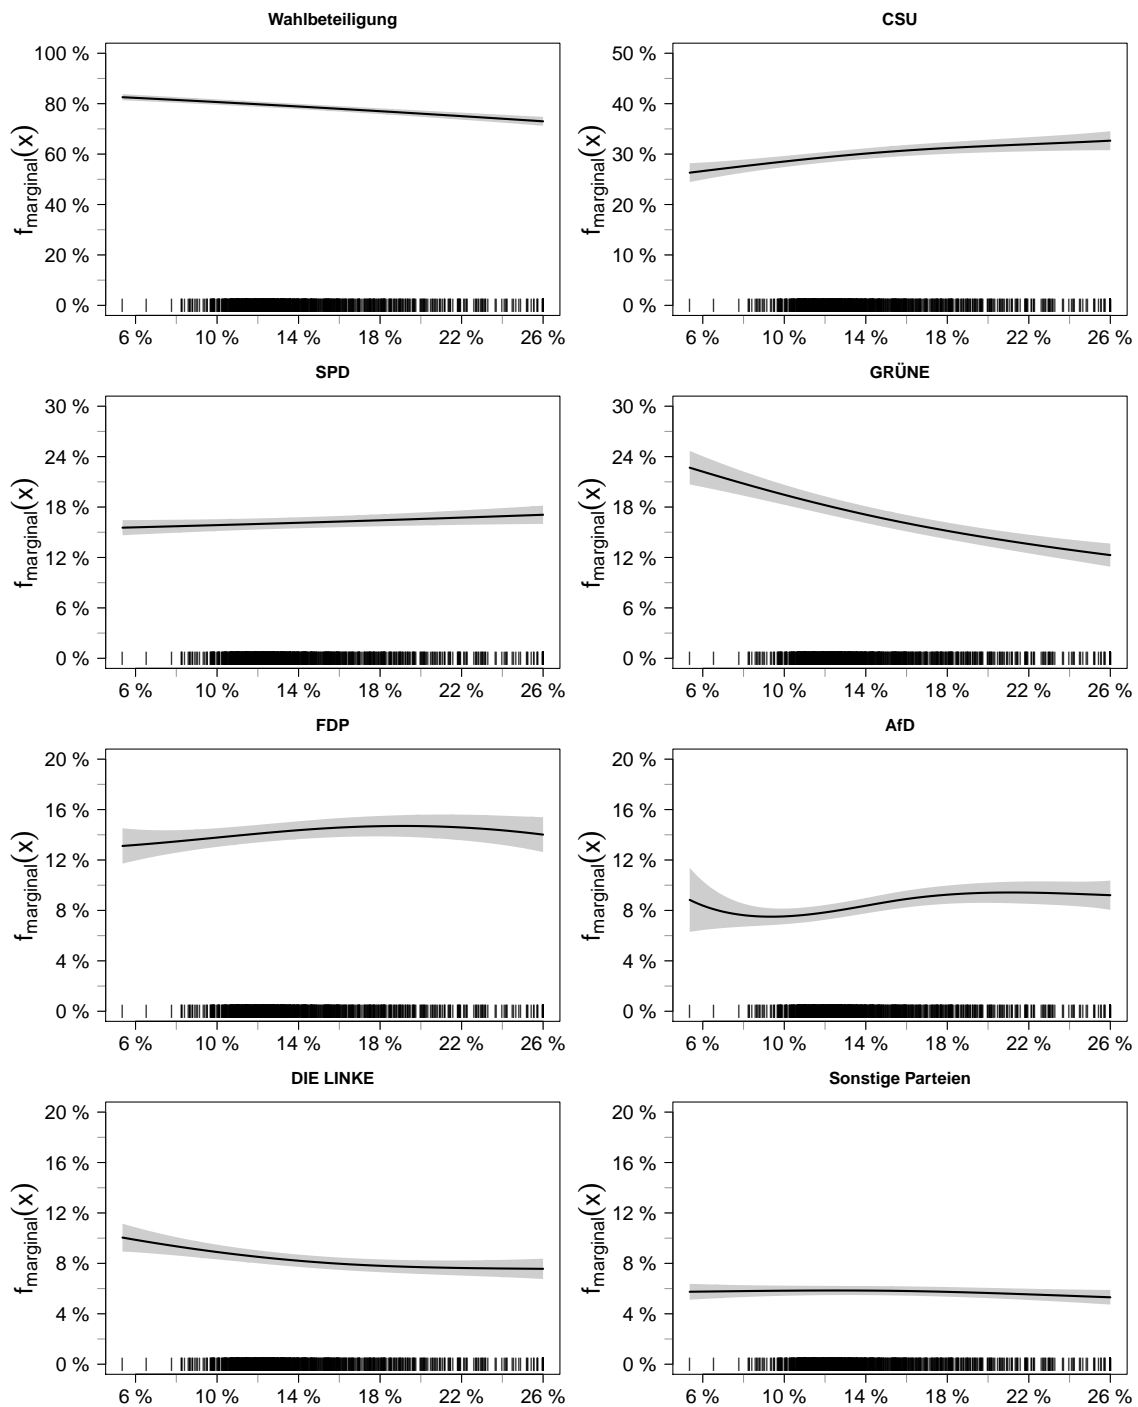 Wahlbeteiligung
100 %
80 %
60 %
40 %
20 %
0 %
f_marginal(x)
6 % 10 % 14 % 18 % 22 % 26 %
CSU
50 %
40 %
30 %
20 %
10 %
0 %
f_marginal(x)
6 % 10 % 14 % 18 % 22 % 26 %
SPD
30 %
24 %
18 %
12 %
6 %
0 %
f_marginal(x)
6 % 10 % 14 % 18 % 22 % 26 %
GRÜNE
30 %
24 %
18 %
12 %
6 %
0 %
f_marginal(x)
6 % 10 % 14 % 18 % 22 % 26 %
FDP
20 %
16 %
12 %
8 %
4 %
0 %
f_marginal(x)
6 % 10 % 14 % 18 % 22 % 26 %
AfD
20 %
16 %
12 %
8 %
4 %
0 %
f_marginal(x)
6 % 10 % 14 % 18 % 22 % 26 %
DIE LINKE
20 %
16 %
12 %
8 %
4 %
0 %
f_marginal(x)
6 % 10 % 14 % 18 % 22 % 26 %
Sonstige Parteien
20 %
16 %
12 %
8 %
4 %
0 %
f_marginal(x)
6 % 10 % 14 % 18 % 22 % 26 %